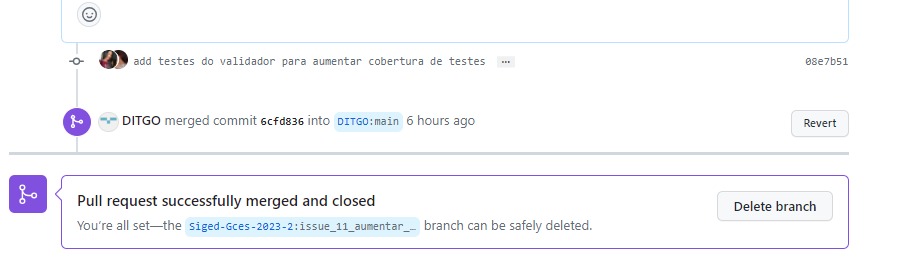 add testes do validador para aumentar cobertura de testes ... 08e7b51
DITGO merged commit 6cfd836 into DITGO:main 6 hours ago Revert
Pull request successfully merged and closed
You're all set—the Siged-Gces-2023-2:issue_11_aumentar_… branch can be safely deleted. Delete branch